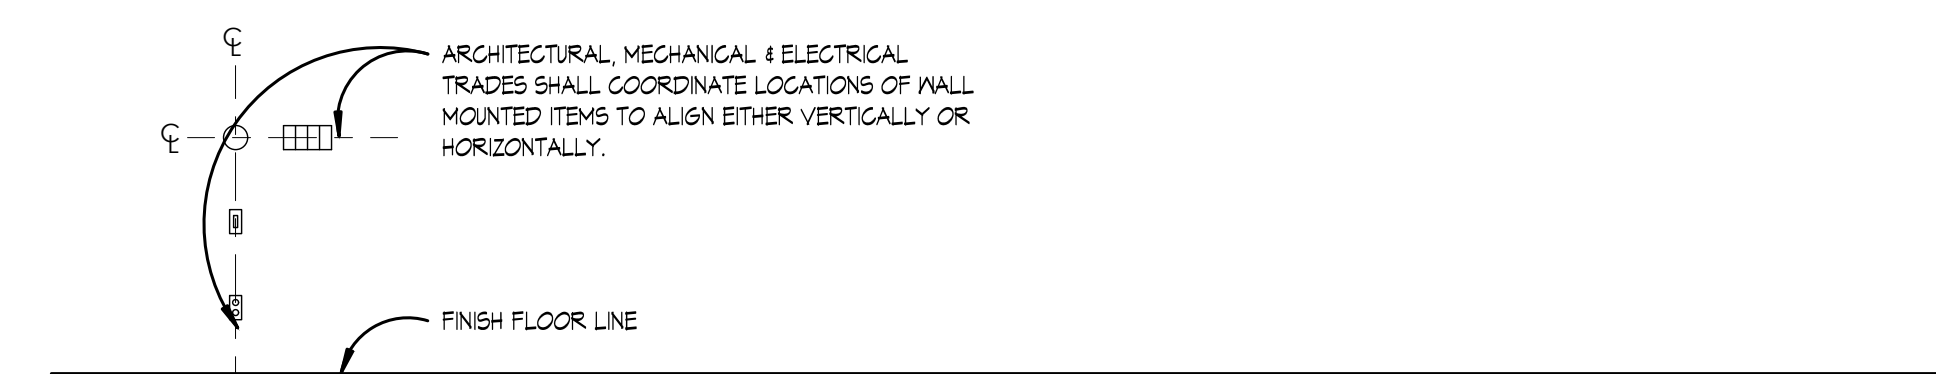 ℄
ARCHITECTURAL, MECHANICAL & ELECTRICAL
TRADES SHALL COORDINATE LOCATIONS OF WALL
MOUNTED ITEMS TO ALIGN EITHER VERTICALLY OR
HORIZONTALLY.
℄
FINISH FLOOR LINE